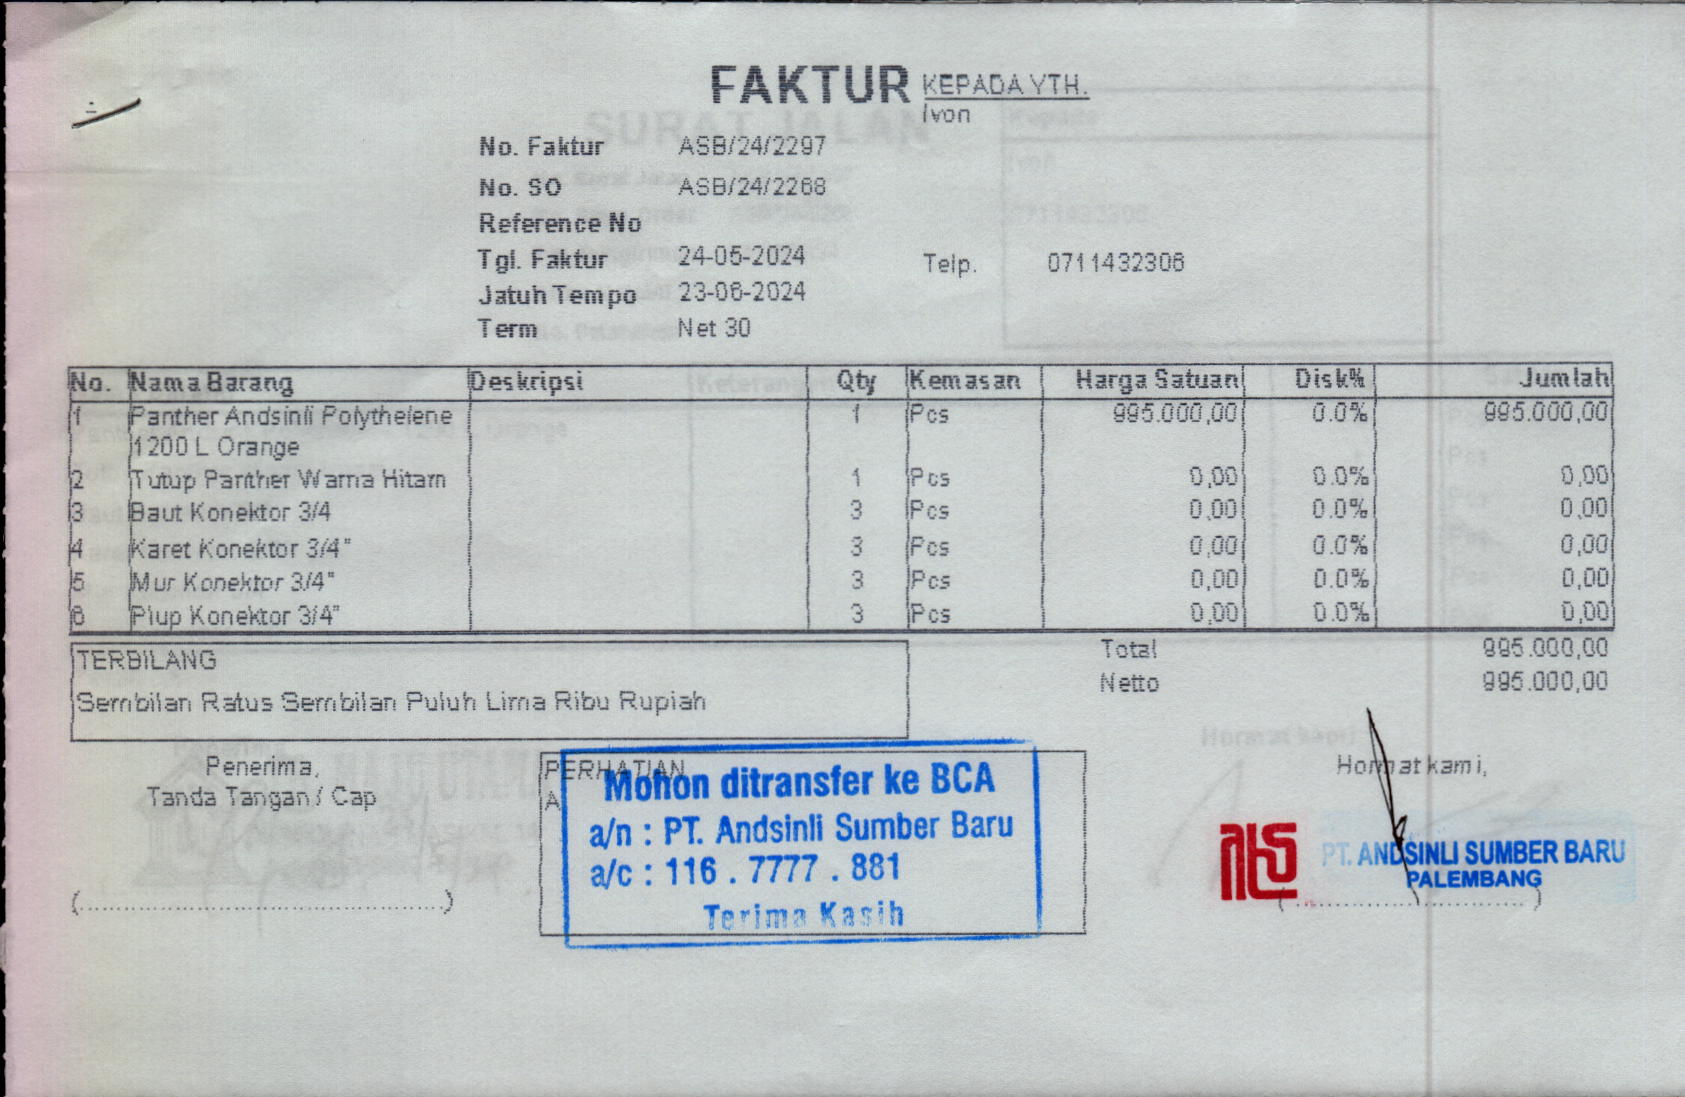 FAKTUR
KEPADA YTH.
Ivon
No. Faktur ASB/24/2297
No. SO ASB/24/2268
Reference No
Tgl. Faktur 24-05-2024
Telp. 0711432306
Jatuh Tempo 23-06-2024
Term Net 30
No. Nama Barang Deskripsi Qty Kemasan Harga Satuan Disk% Jumlah
1 Panther Andsinli Polythelene 1 Pcs 995.000,00 0.0% 995.000,00
1200 L Orange
2 Tutup Panther Warna Hitam 1 Pcs 0,00 0.0% 0,00
3 Baut Konektor 3/4 3 Pcs 0,00 0.0% 0,00
4 Karet Konektor 3/4" 3 Pcs 0,00 0.0% 0,00
5 Mur Konektor 3/4" 3 Pcs 0,00 0.0% 0,00
6 Plup Konektor 3/4" 3 Pcs 0,00 0.0% 0,00
TERBILANG
Sembilan Ratus Sembilan Puluh Lima Ribu Rupiah
Total 995.000,00
Netto 995.000,00
Penerima,
Tanda Tangan / Cap
PERHATIAN
A
Mohon ditransfer ke BCA
a/n : PT. Andsinli Sumber Baru
a/c : 116 . 7777 . 881
Terima Kasih
Hormat kami,
PT. ANDSINLI SUMBER BARU
PALEMBANG